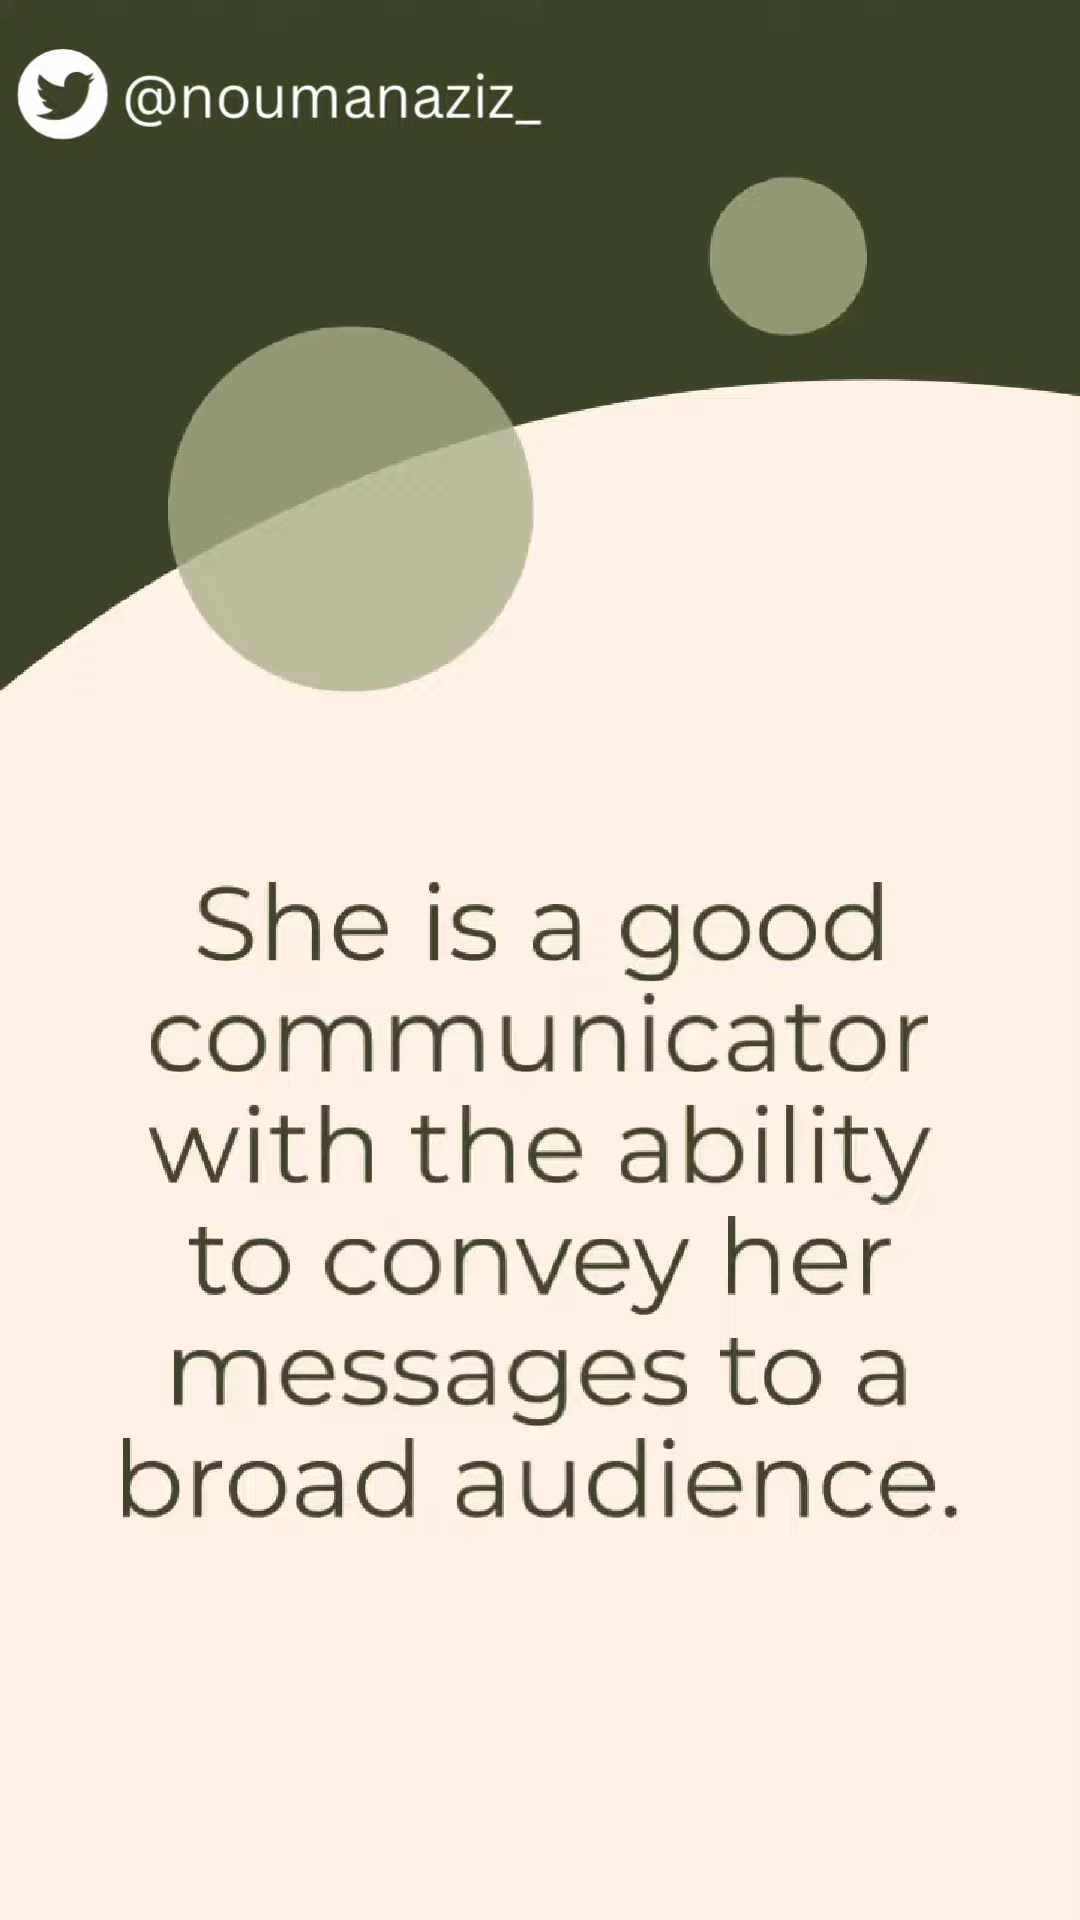 @noumanaziz_
She is a good
communicator
with the ability
to convey her
messages to a
broad audience.